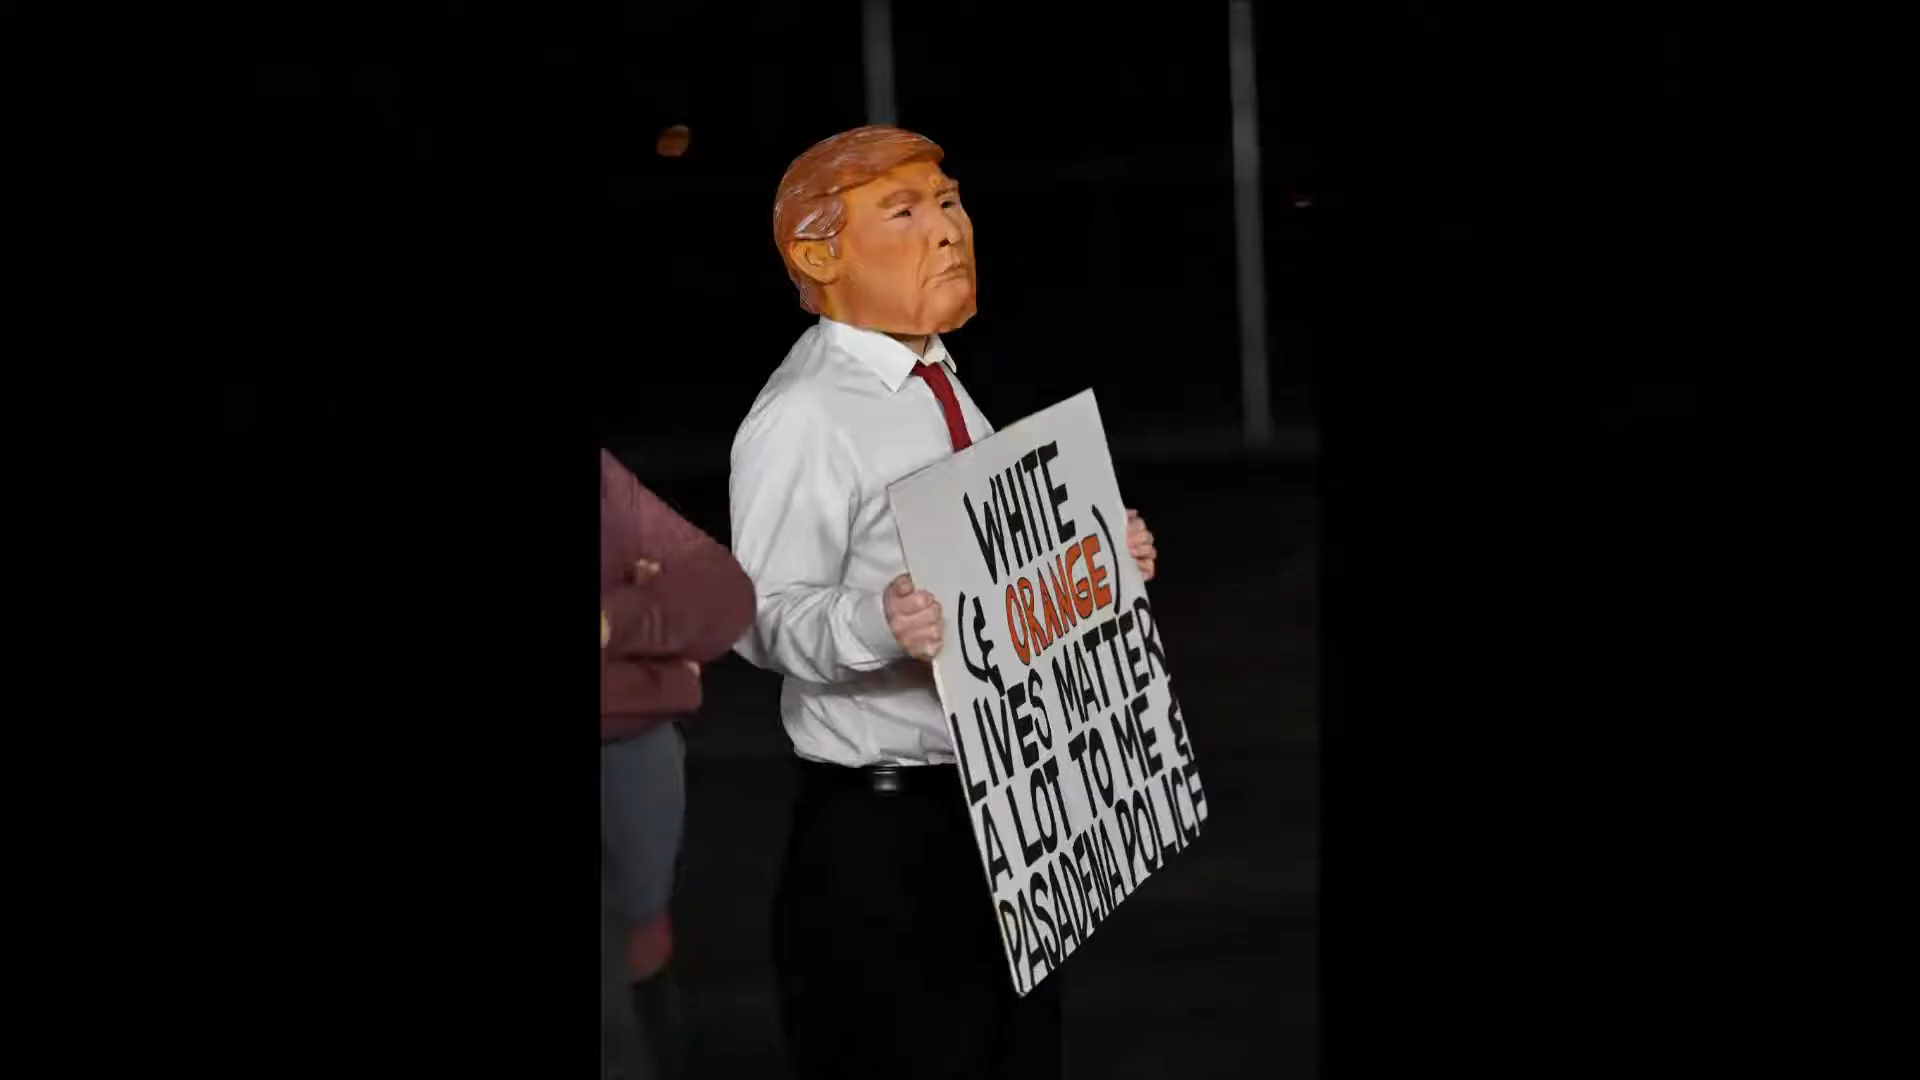 WHITE
(& ORANGE)
LIVES MATTER
A LOT TO ME &
PASADENA POLICE